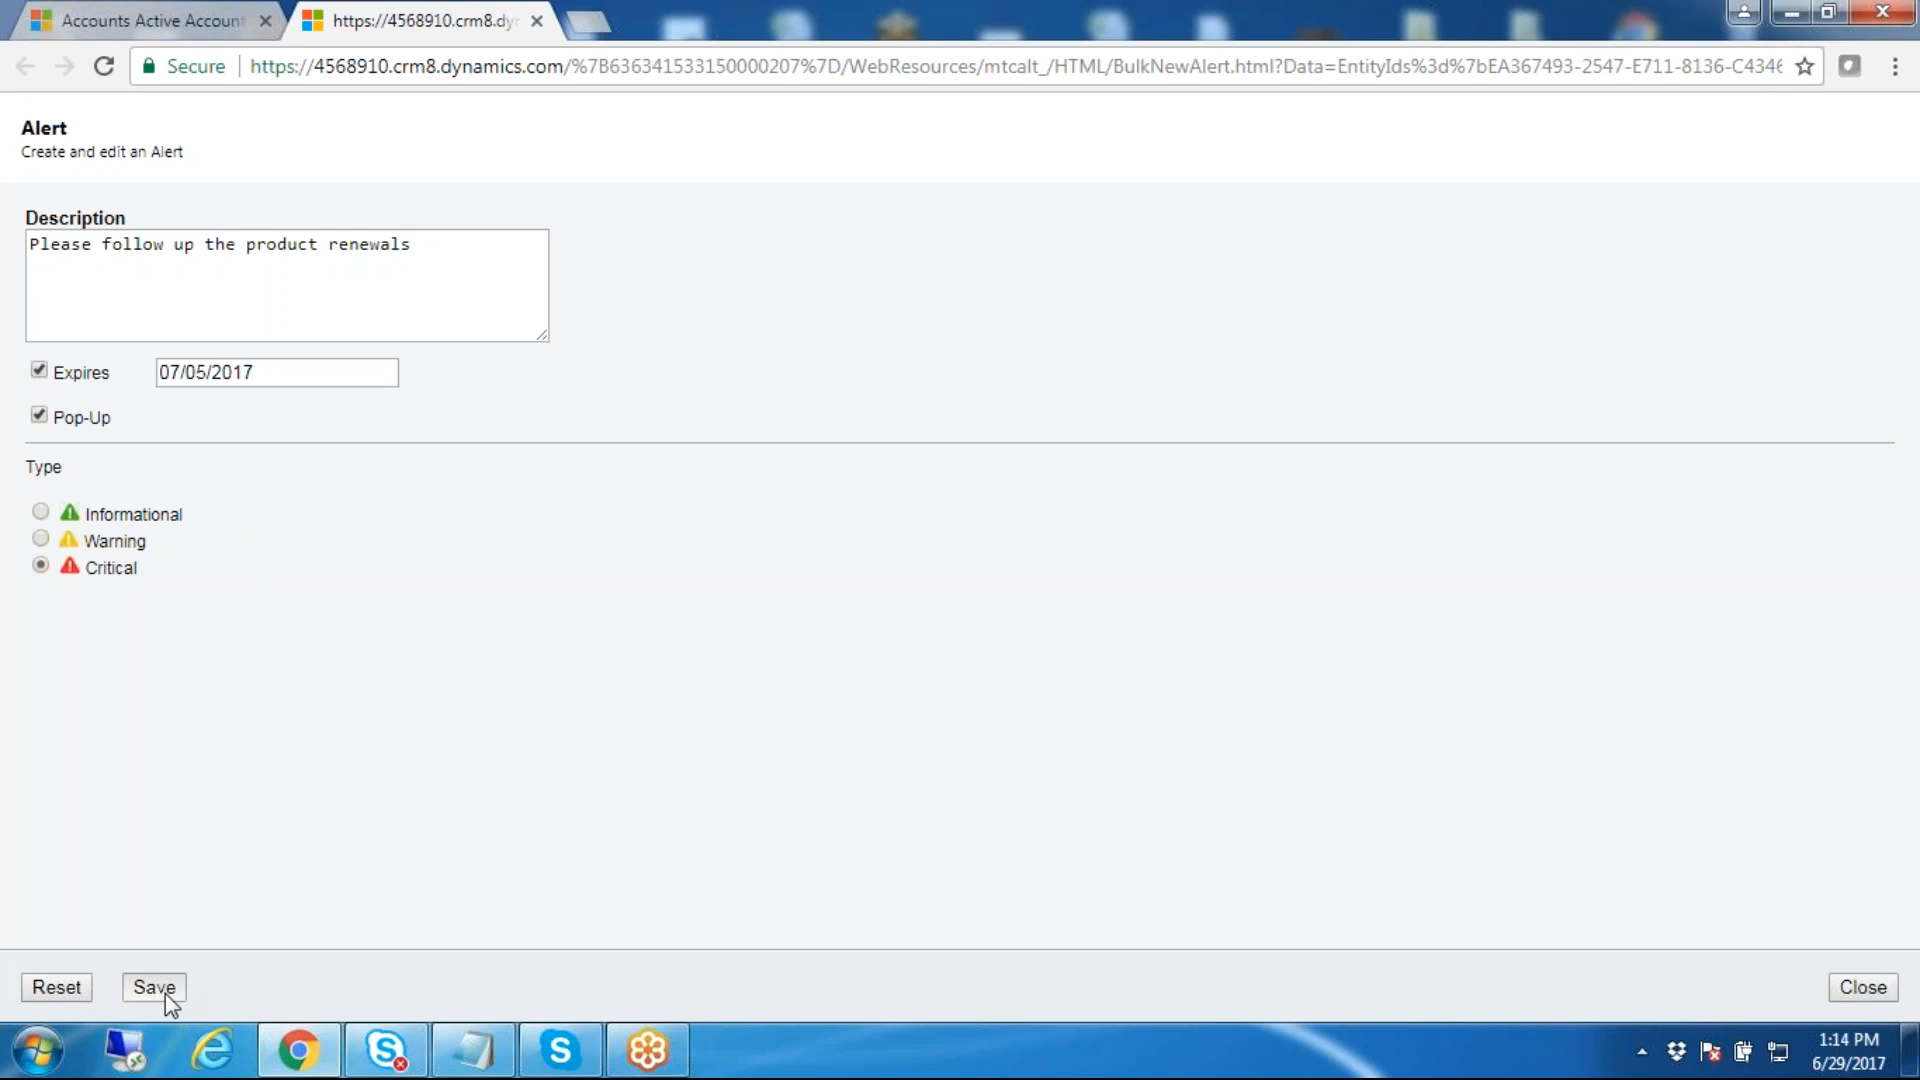 Accounts Active Account
https://4568910.crm8.dy
Secure
https://4568910.crm8.dynamics.com/%7B636341533150000207%7D/WebResources/mtcalt_/HTML/BulkNewAlert.html?Data=EntityIds%3d%7bEA367493-2547-E711-8136-C4346
Alert
Create and edit an Alert
Description
Please follow up the product renewals
Expires
07/05/2017
Pop-Up
Type
Informational
Warning
Critical
Reset
Save
Close
1:14 PM
6/29/2017